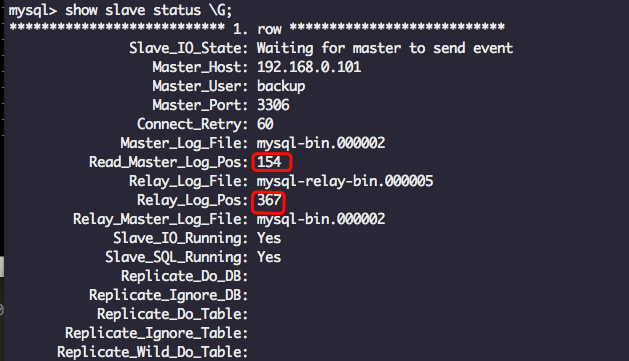 mysql> show slave status \G;
*************************** 1. row ***************************
Slave_IO_State: Waiting for master to send event
Master_Host: 192.168.0.101
Master_User: backup
Master_Port: 3306
Connect_Retry: 60
Master_Log_File: mysql-bin.000002
Read_Master_Log_Pos: 154
Relay_Log_File: mysql-relay-bin.000005
Relay_Log_Pos: 367
Relay_Master_Log_File: mysql-bin.000002
Slave_IO_Running: Yes
Slave_SQL_Running: Yes
Replicate_Do_DB:
Replicate_Ignore_DB:
Replicate_Do_Table:
Replicate_Ignore_Table:
Replicate_Wild_Do_Table: